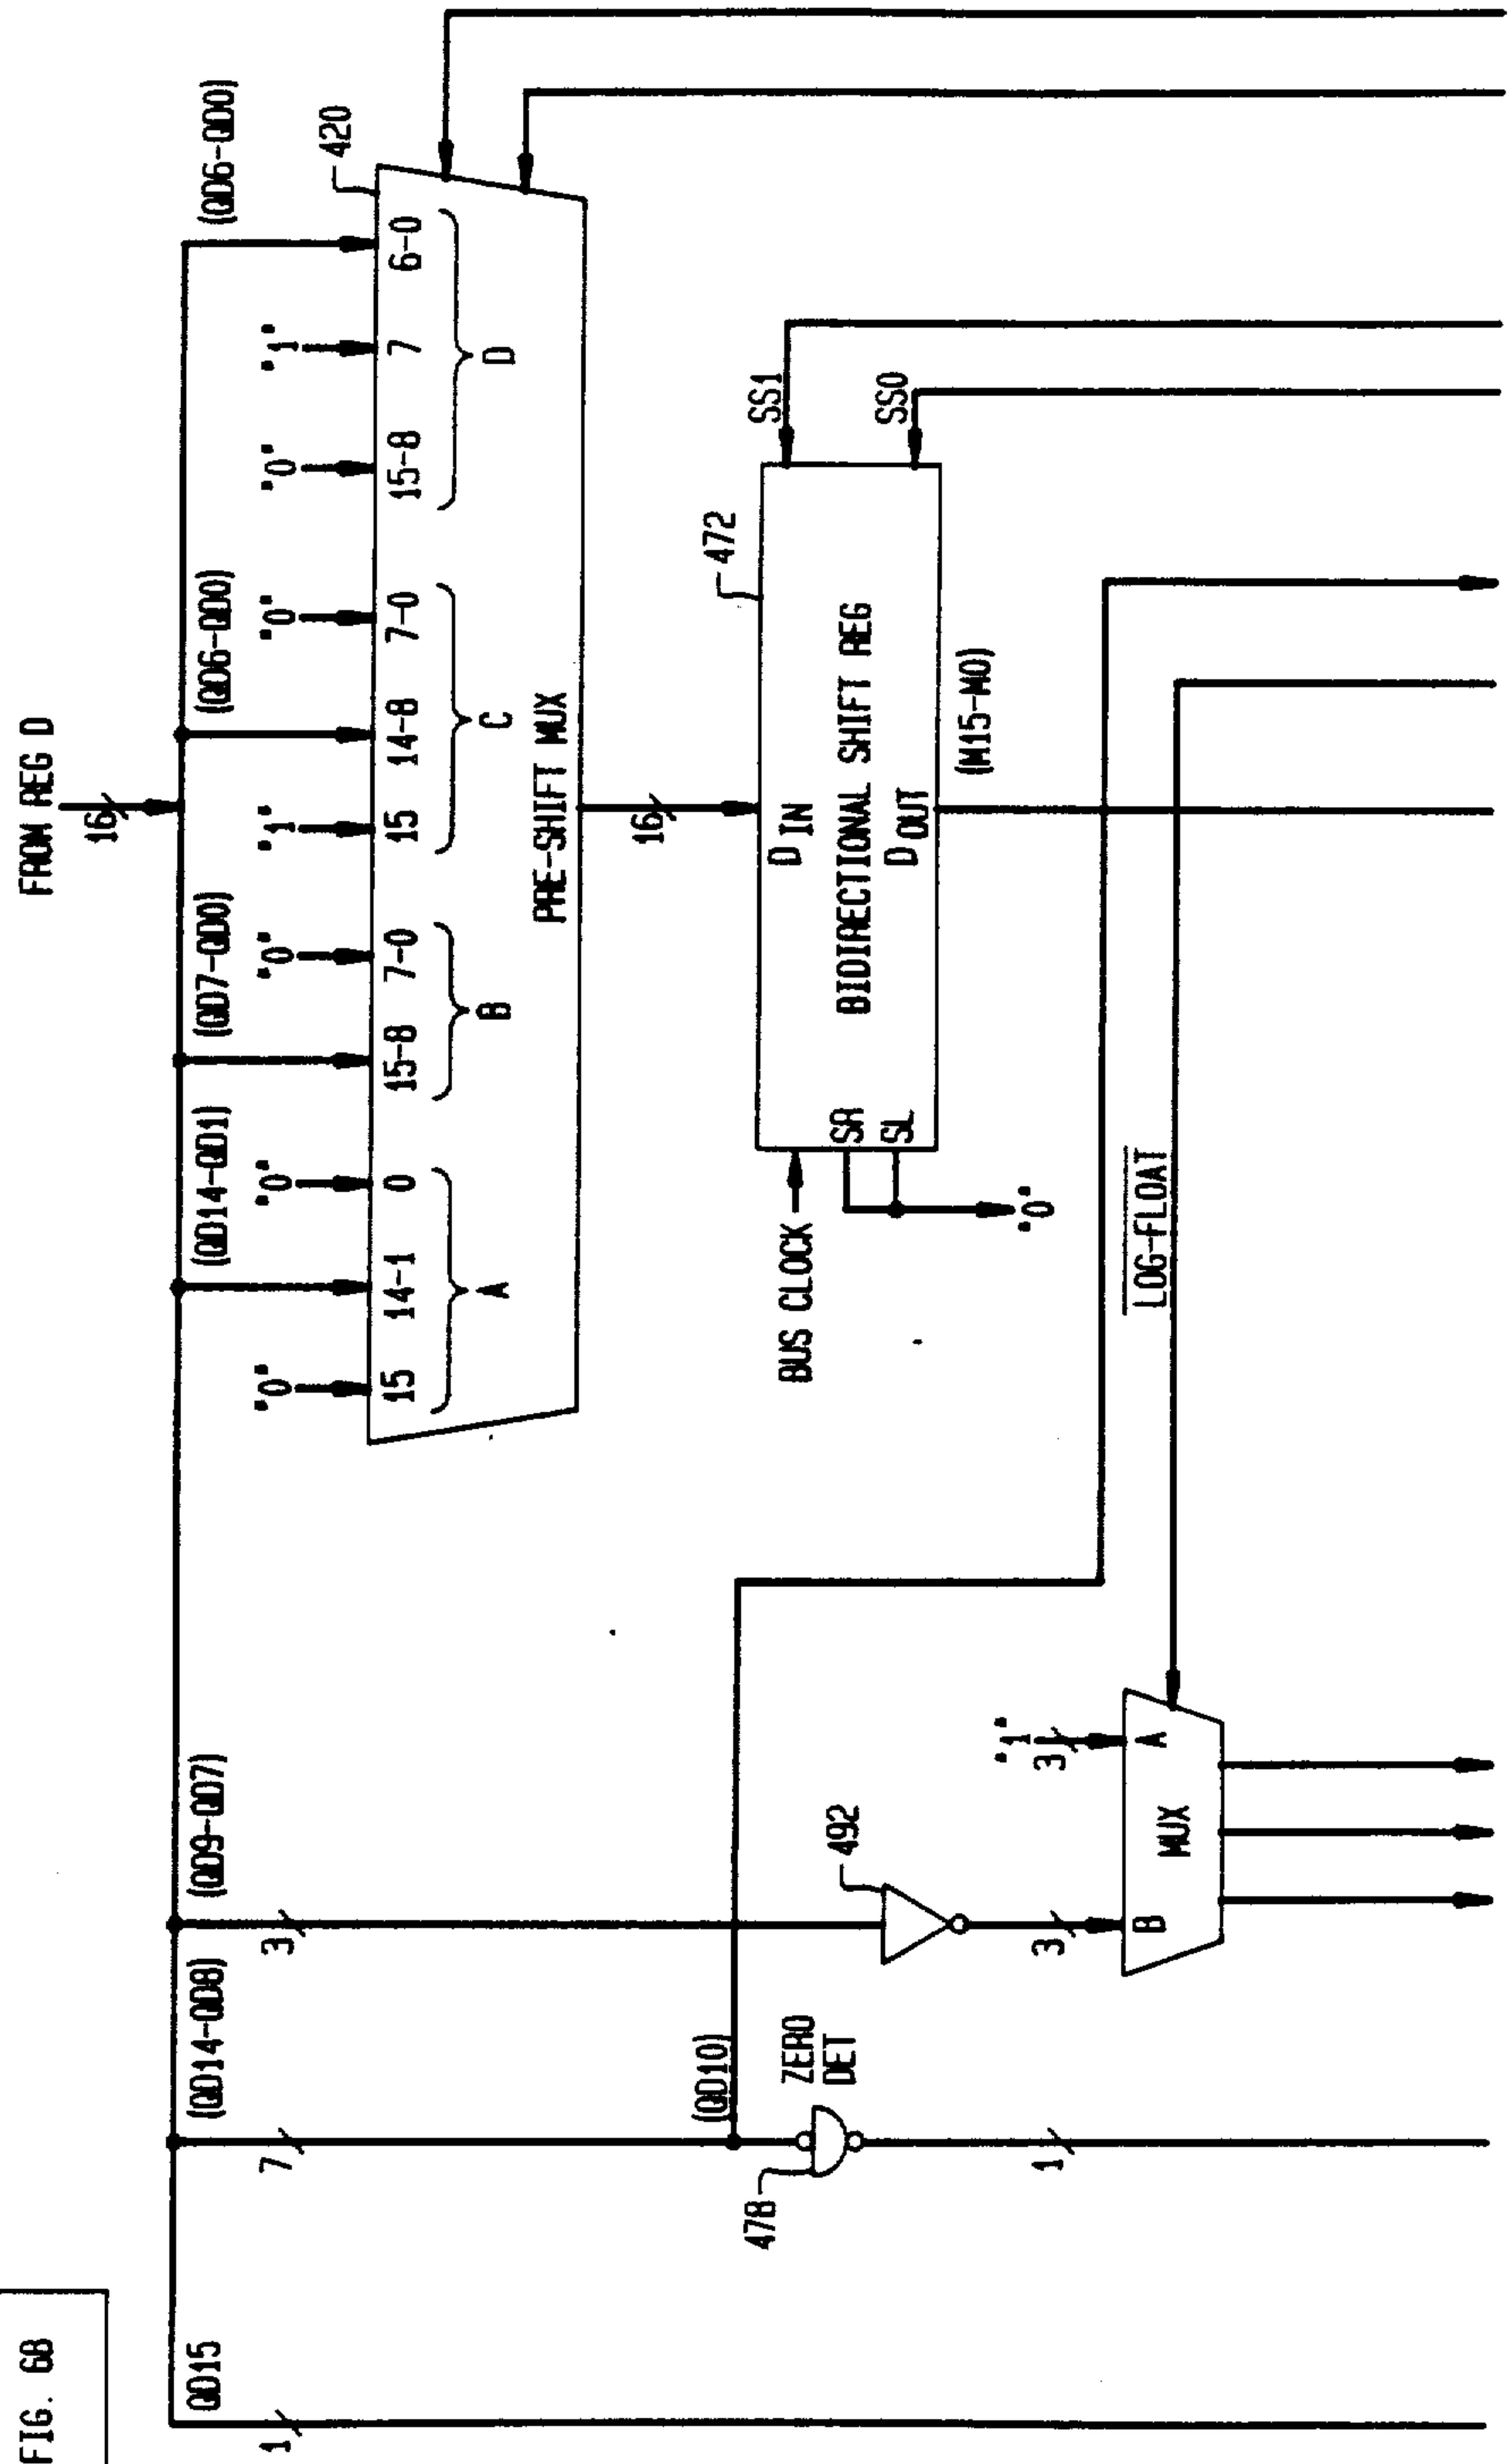 FIG. 6B
FROM REG D
16
QD15
(QD14-QD8)
(QD9-QD7)
(QD14-QD1)
(QD7-QD0)
(QD6-QD0)
(QD6-QD0)
1
7
3
"0"
"0"
"0"
"1"
"0"
"0"
"1"
420
15 14-1 0 15-8 7-0 15 14-8 7-0 15-8 7 6-0
A B C D
PRE-SHIFT MUX
16
472
SS1
SS0
D IN
BUS CLOCK
BIDIRECTIONAL SHIFT REG
SR
SL
D OUT
"0"
(M15-M0)
(QD10)
478
ZERO
DET
492
1
3
"1"
3
LOG-FLOAT
B
MUX
A